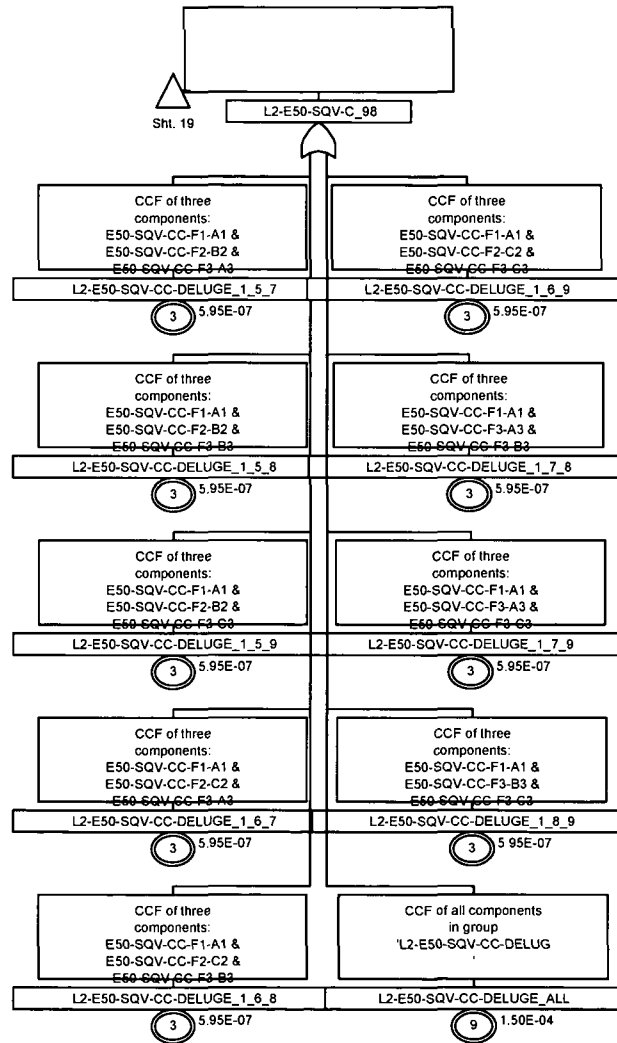 Sht. 19
L2-E50-SQV-C_98
CCF of three
components:
E50-SQV-CC-F1-A1 &
E50-SQV-CC-F2-B2 &
E50-SQV-CC-F3-A3
L2-E50-SQV-CC-DELUGE_1_5_7
3
5.95E-07
CCF of three
components:
E50-SQV-CC-F1-A1 &
E50-SQV-CC-F2-C2 &
E50-SQV-CC-F3-C3
L2-E50-SQV-CC-DELUGE_1_6_9
3
5.95E-07
CCF of three
components:
E50-SQV-CC-F1-A1 &
E50-SQV-CC-F2-B2 &
E50-SQV-CC-F3-B3
L2-E50-SQV-CC-DELUGE_1_5_8
3
5.95E-07
CCF of three
components:
E50-SQV-CC-F1-A1 &
E50-SQV-CC-F3-A3 &
E50-SQV-CC-F3-B3
L2-E50-SQV-CC-DELUGE_1_7_8
3
5.95E-07
CCF of three
components:
E50-SQV-CC-F1-A1 &
E50-SQV-CC-F2-B2 &
E50-SQV-CC-F3-C3
L2-E50-SQV-CC-DELUGE_1_5_9
3
5.95E-07
CCF of three
components:
E50-SQV-CC-F1-A1 &
E50-SQV-CC-F3-A3 &
E50-SQV-CC-F3-C3
L2-E50-SQV-CC-DELUGE_1_7_9
3
5.95E-07
CCF of three
components:
E50-SQV-CC-F1-A1 &
E50-SQV-CC-F2-C2 &
E50-SQV-CC-F3-A3
L2-E50-SQV-CC-DELUGE_1_6_7
3
5.95E-07
CCF of three
components:
E50-SQV-CC-F1-A1 &
E50-SQV-CC-F3-B3 &
E50-SQV-CC-F3-C3
L2-E50-SQV-CC-DELUGE_1_8_9
3
5 95E-07
CCF of three
components:
E50-SQV-CC-F1-A1 &
E50-SQV-CC-F2-C2 &
E50-SQV-CC-F3-B3
L2-E50-SQV-CC-DELUGE_1_6_8
3
5.95E-07
CCF of all components
in group
'L2-E50-SQV-CC-DELUG
'
L2-E50-SQV-CC-DELUGE_ALL
9
1.50E-04